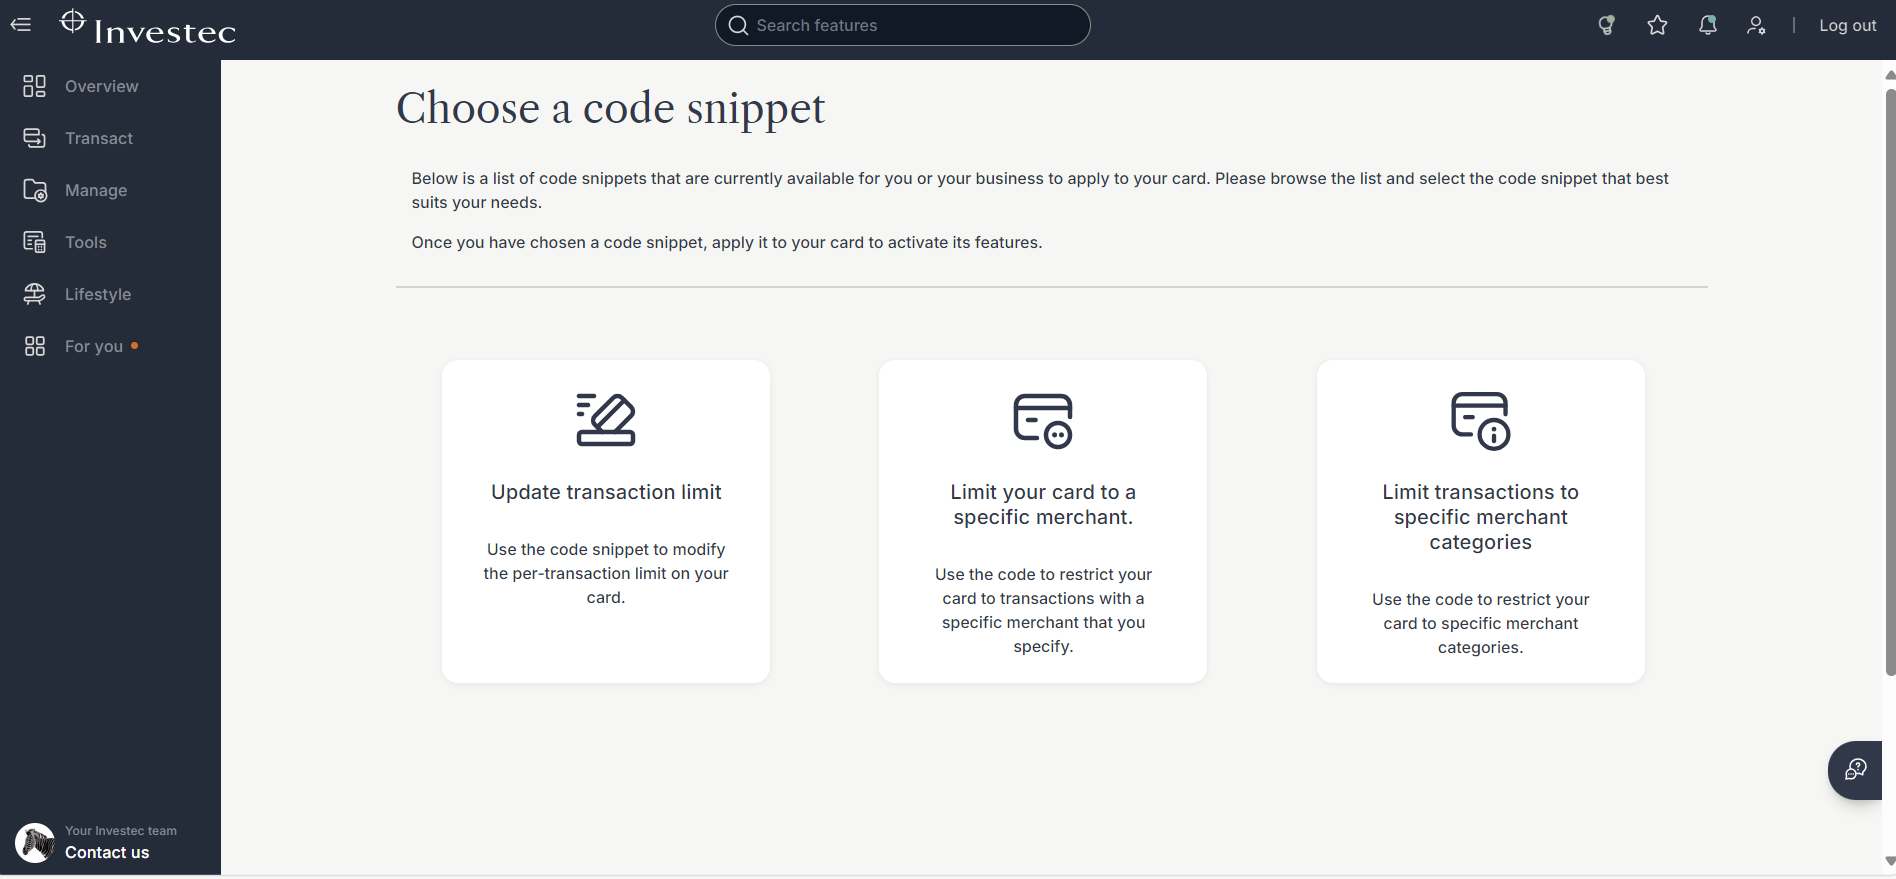 Investec
Search features
Log out
Overview
Transact
Manage
Tools
Lifestyle
For you
Choose a code snippet
Below is a list of code snippets that are currently available for you or your business to apply to your card. Please browse the list and select the code snippet that best
suits your needs.
Once you have chosen a code snippet, apply it to your card to activate its features.
Update transaction limit
Use the code snippet to modify
the per-transaction limit on your
card.
Limit your card to a
specific merchant.
Use the code to restrict your
card to transactions with a
specific merchant that you
specify.
Limit transactions to
specific merchant
categories
Use the code to restrict your
card to specific merchant
categories.
Your Investec team
Contact us